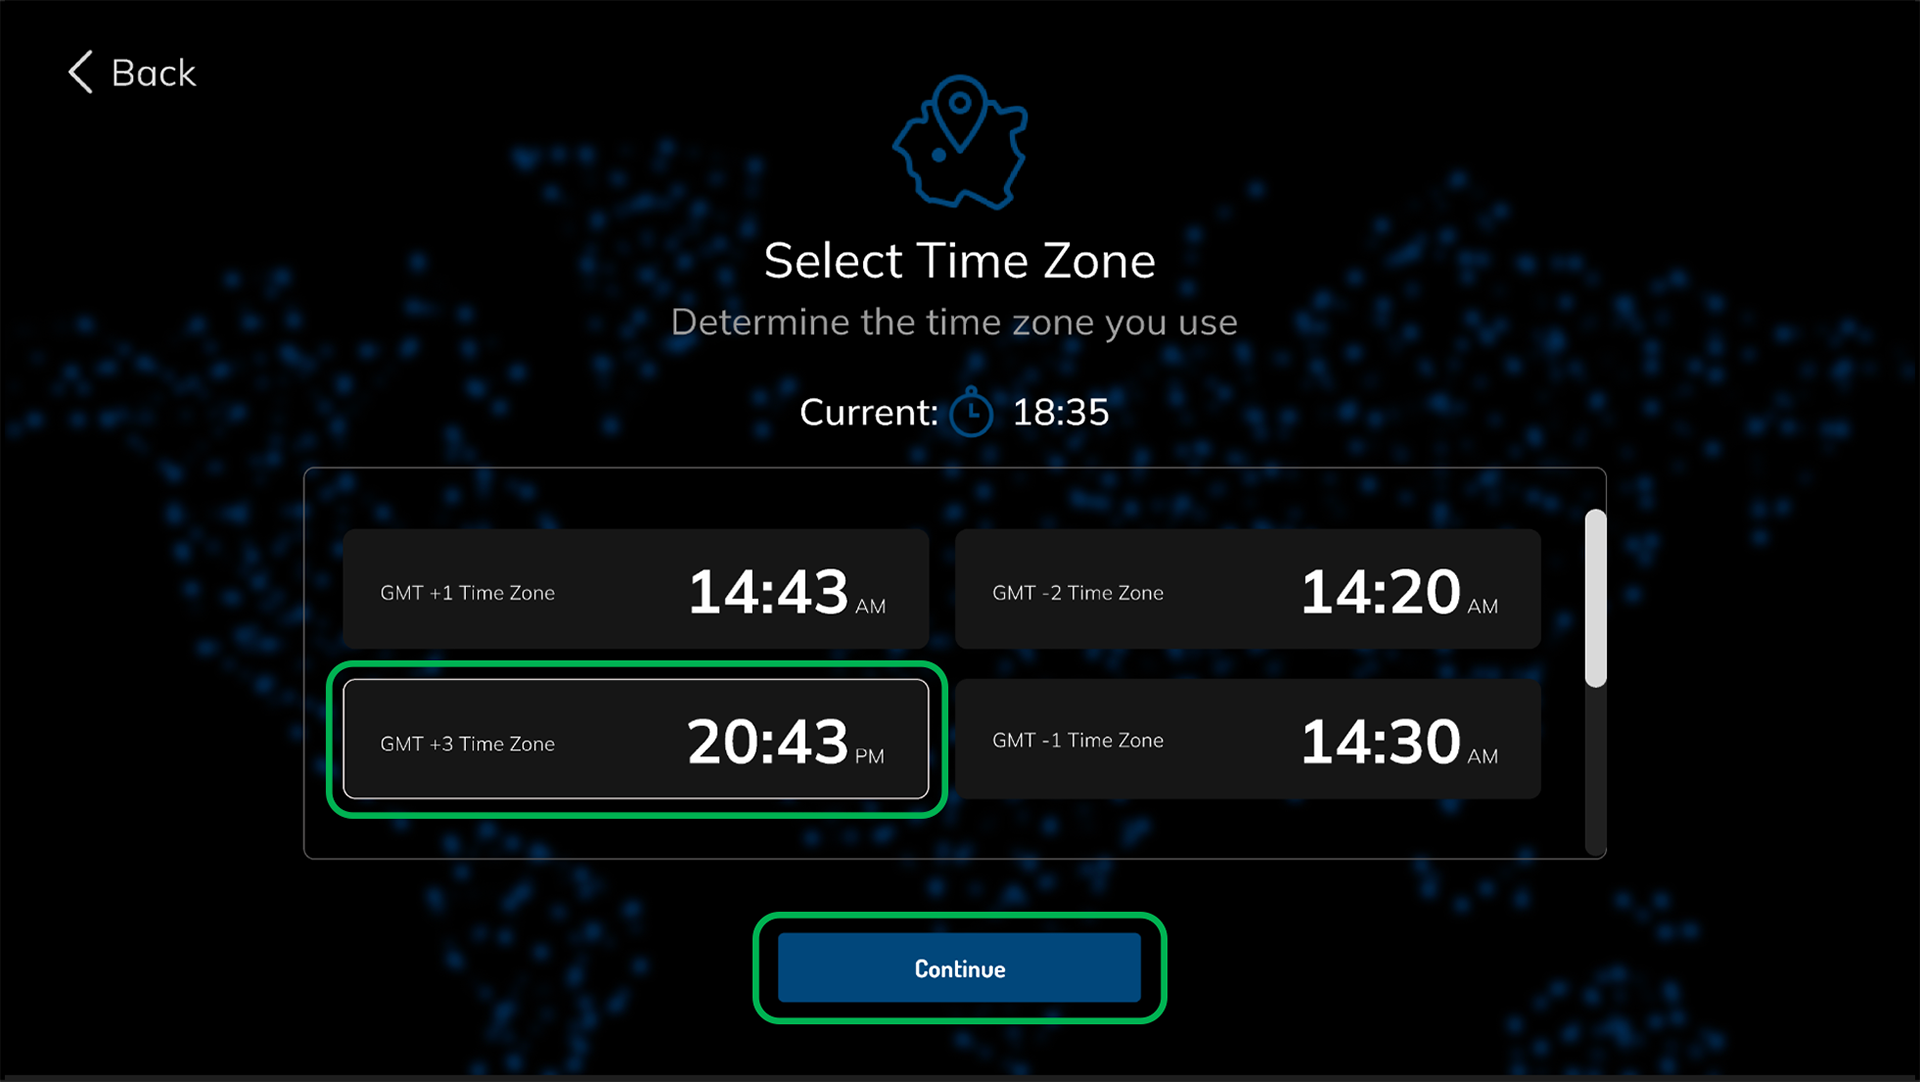 Back
Select Time Zone
Determine the time zone you use
Current: 18:35
GMT +1 Time Zone 14:43 AM
GMT -2 Time Zone 14:20 AM
GMT +3 Time Zone 20:43 PM
GMT -1 Time Zone 14:30 AM
Continue